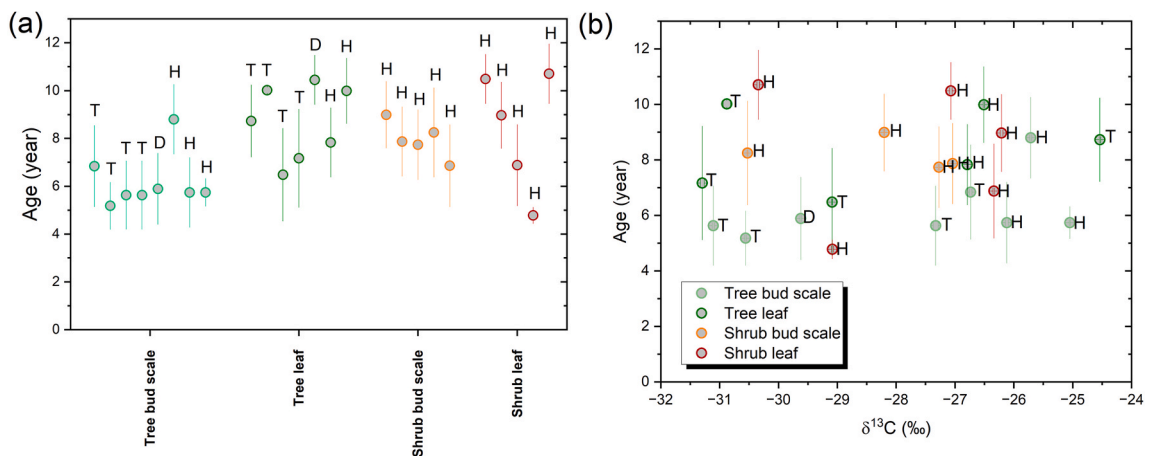 (a)
Age (year)
12
10
8
6
4
2
0
T
T
T
T
D
H
H
H
T
T
T
T
D
H
H
H
H
H
H
H
H
H
H
H
H
Tree bud scale
Tree leaf
Shrub bud scale
Shrub leaf
(b)
Age (year)
12
10
8
6
4
2
0
T
H
H
H
T
H
H
T
H
H
H
H
H
H
T
H
T
T
H
T
D
T
H
H
T
H
Tree bud scale
Tree leaf
Shrub bud scale
Shrub leaf
−32
−31
−30
−29
−28
−27
−26
−25
−24
δ¹³C (‰)